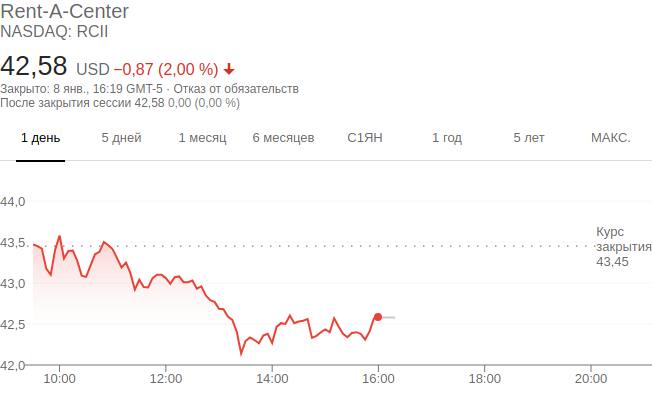 Rent-A-Center
NASDAQ: RCII
42,58 USD −0,87 (2,00 %)
Закрыто: 8 янв., 16:19 GMT-5 · Отказ от обязательств
После закрытия сессии 42,58 0,00 (0,00 %)
1 день 5 дней 1 месяц 6 месяцев С1ЯН 1 год 5 лет МАКС.
44,0
43,5
43,0
42,5
42,0
Курс
закрытия
43,45
10:00 12:00 14:00 16:00 18:00 20:00